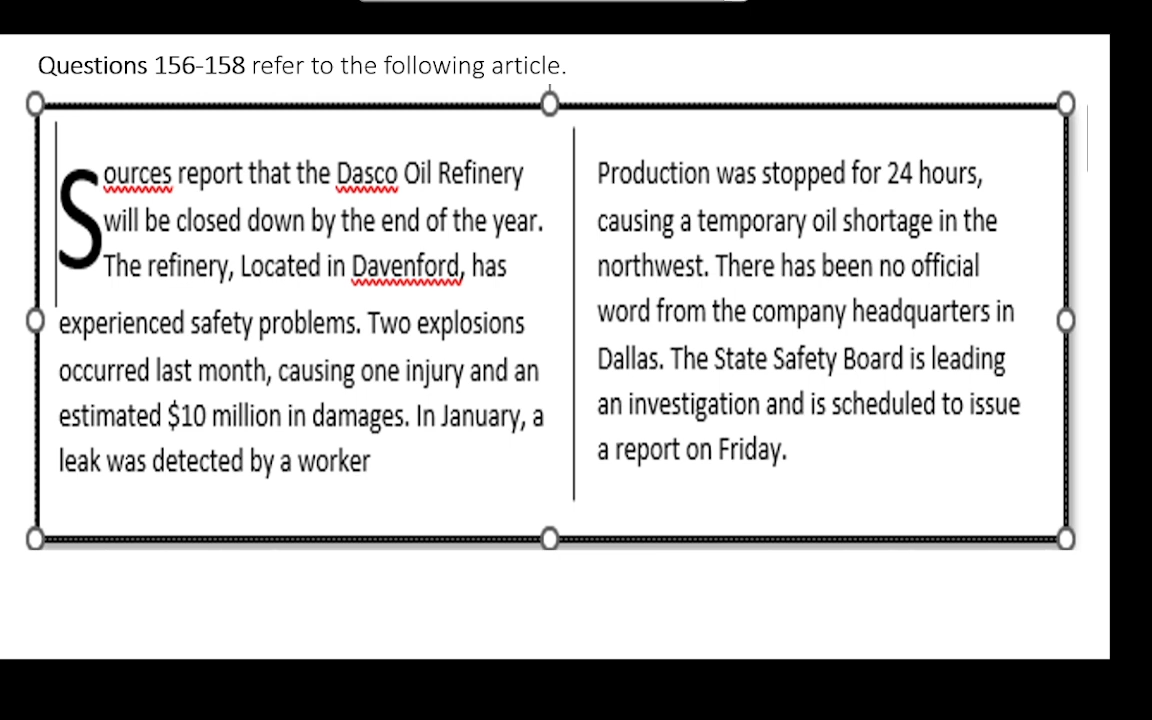 Questions 156-158 refer to the following article.
Sources report that the Dasco Oil Refinery
will be closed down by the end of the year.
The refinery, Located in Davenford, has
experienced safety problems. Two explosions
occurred last month, causing one injury and an
estimated $10 million in damages. In January, a
leak was detected by a worker
Production was stopped for 24 hours,
causing a temporary oil shortage in the
northwest. There has been no official
word from the company headquarters in
Dallas. The State Safety Board is leading
an investigation and is scheduled to issue
a report on Friday.